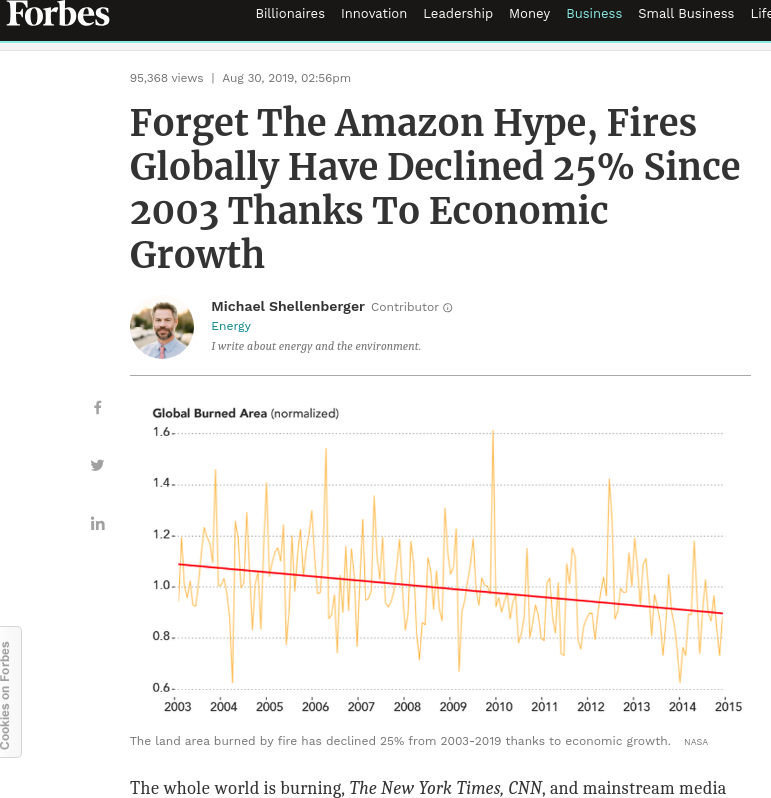 Forbes
Billionaires Innovation Leadership Money Business Small Business Life
95,368 views | Aug 30, 2019, 02:56pm
Forget The Amazon Hype, Fires
Globally Have Declined 25% Since
2003 Thanks To Economic
Growth
Michael Shellenberger Contributor
Energy
I write about energy and the environment.
Global Burned Area (normalized)
1.6
1.4
1.2
1.0
0.8
0.6
2003 2004 2005 2006 2007 2008 2009 2010 2011 2012 2013 2014 2015
The land area burned by fire has declined 25% from 2003-2019 thanks to economic growth. NASA
Cookies on Forbes
The whole world is burning, The New York Times, CNN, and mainstream media